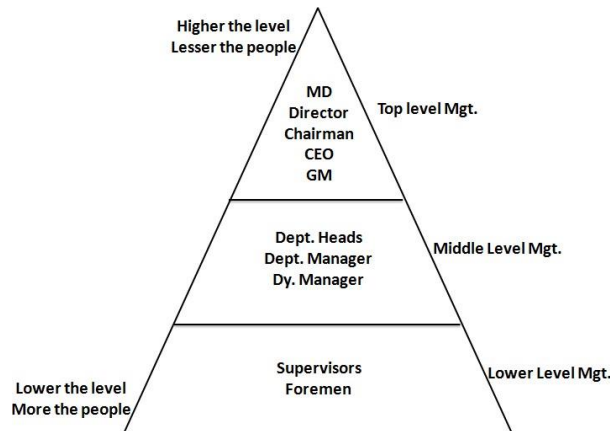 Higher the level
Lesser the people
MD
Director
Chairman
CEO
GM
Top level Mgt.
Dept. Heads
Dept. Manager
Dy. Manager
Middle Level Mgt.
Supervisors
Foremen
Lower Level Mgt.
Lower the level
More the people